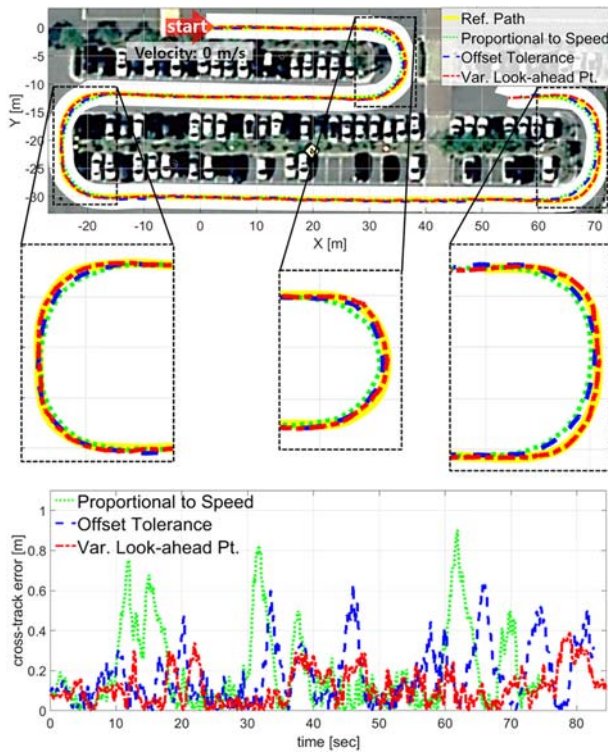 start
Velocity: 0 m/s
Ref. Path
Proportional to Speed
Offset Tolerance
Var. Look-ahead Pt.
0
-5
-10
-15
-20
-25
-30
Y [m]
-20 -10 0 10 20 30 40 50 60 70
X [m]
Proportional to Speed
Offset Tolerance
Var. Look-ahead Pt.
1
0.8
0.6
0.4
0.2
0
cross-track error [m]
0 10 20 30 40 50 60 70 80
time [sec]